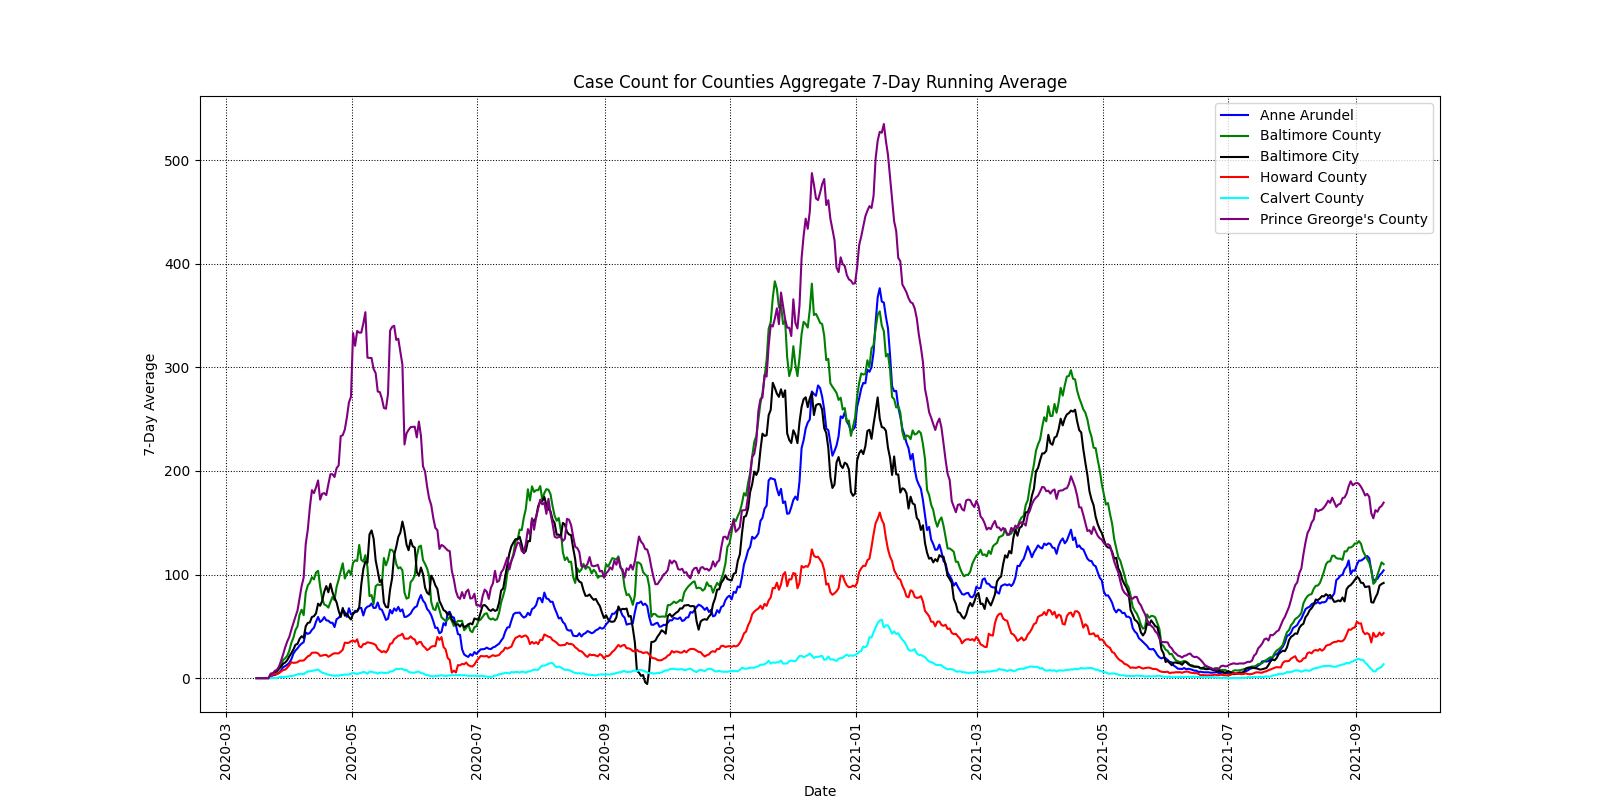 Case Count for Counties Aggregate 7-Day Running Average
Anne Arundel
Baltimore County
Baltimore City
Howard County
Calvert County
Prince Greorge's County
7-Day Average
500
400
300
200
100
0
2020-03
2020-05
2020-07
2020-09
2020-11
2021-01
2021-03
2021-05
2021-07
2021-09
Date